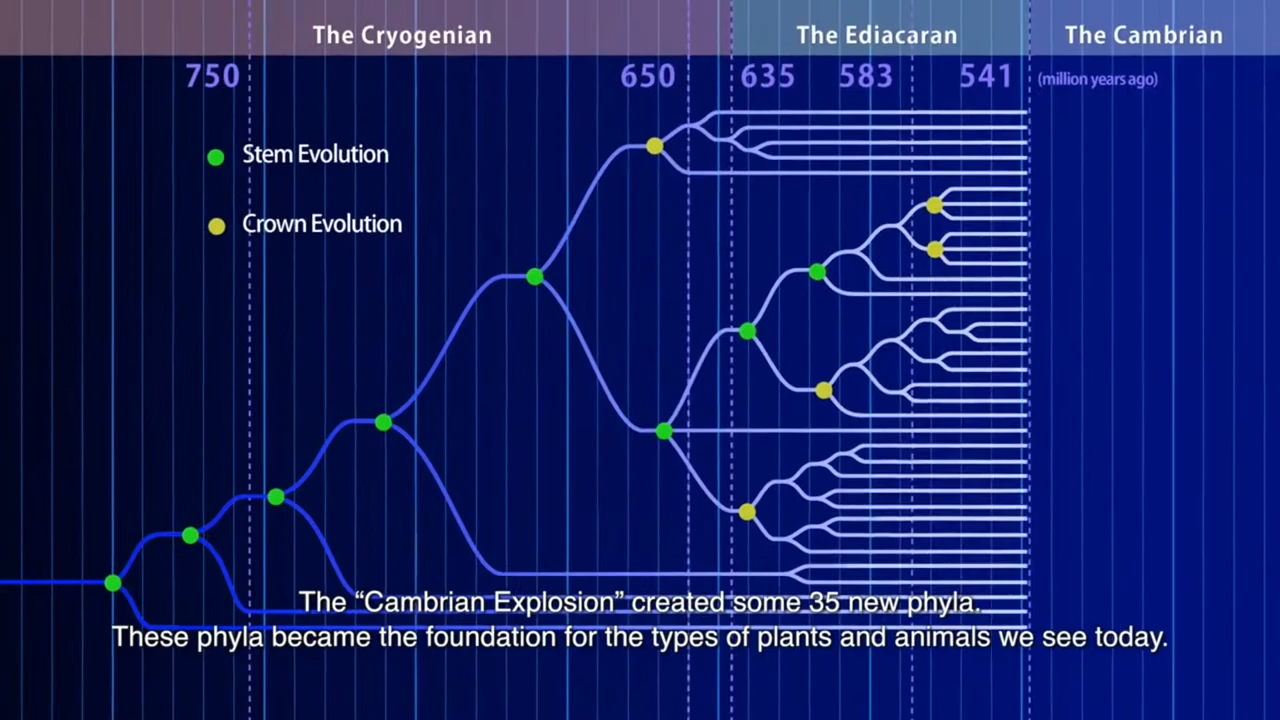 The Cryogenian The Ediacaran The Cambrian
750 650 635 583 541 (million years ago)
Stem Evolution
Crown Evolution
The “Cambrian Explosion” created some 35 new phyla.
These phyla became the foundation for the types of plants and animals we see today.